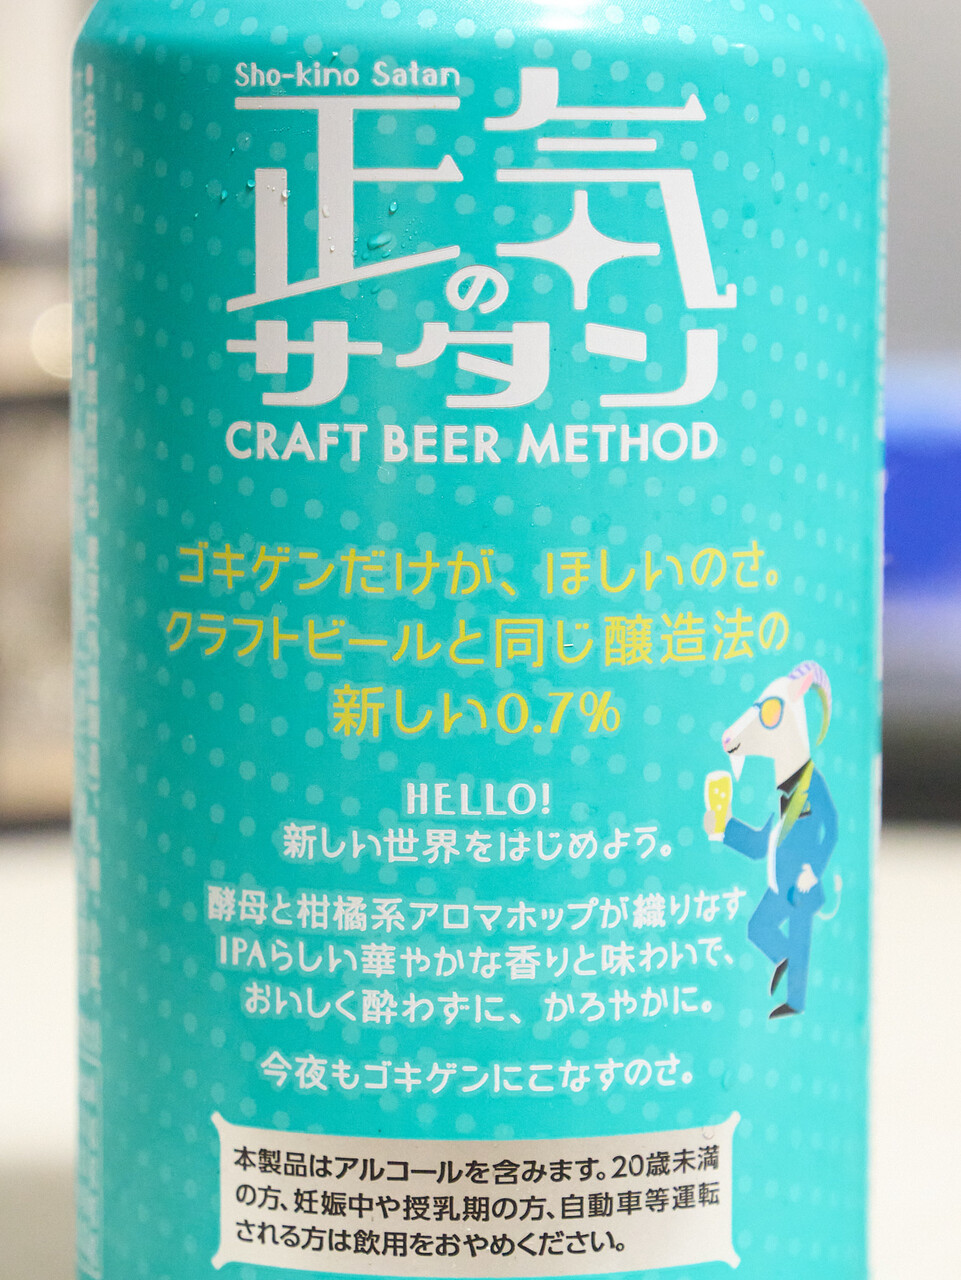 Sho-kino Satan
正気の
サタン
CRAFT BEER METHOD
ゴキゲンだけが、ほしいのさ。
クラフトビールと同じ醸造法の
新しい0.7%
HELLO!
新しい世界をはじめよう。
酵母と柑橘系アロマホップが織りなす
IPAらしい華やかな香りと味わいで、
おいしく酔わずに、かろやかに。
今夜もゴキゲンにこなすのさ。
本製品はアルコールを含みます。20歳未満
の方、妊娠中や授乳期の方、自動車等運転
される方は飲用をおやめください。